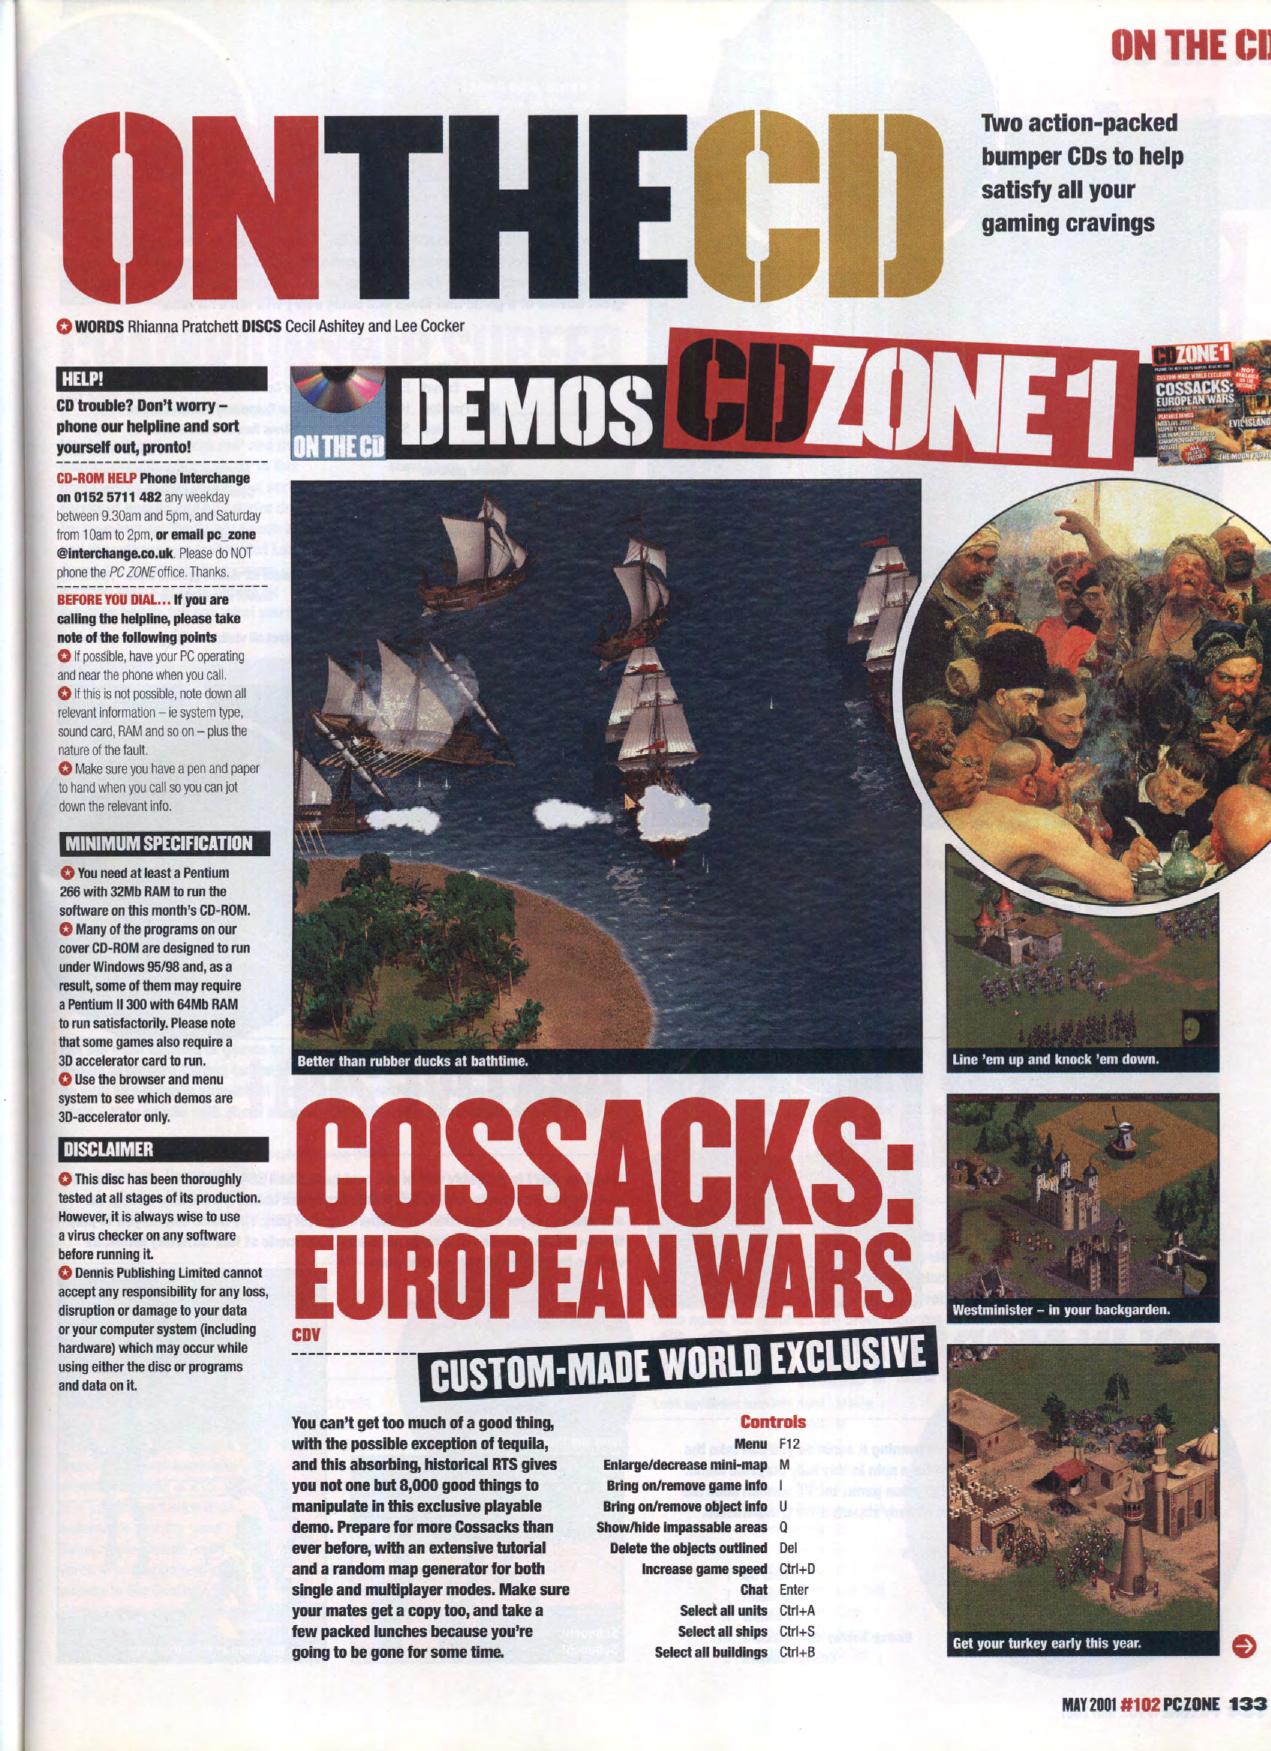 ON THE CD
ONTHECD
Two action-packed
bumper CDs to help
satisfy all your
gaming cravings
WORDS Rhianna Pratchett DISCS Cecil Ashitey and Lee Cocker
HELP!
CD trouble? Don't worry –
phone our helpline and sort
yourself out, pronto!
CD-ROM HELP Phone Interchange
on 0152 5711 482 any weekday
between 9.30am and 5pm, and Saturday
from 10am to 2pm, or email pc_zone
@interchange.co.uk. Please do NOT
phone the PC ZONE office. Thanks.
BEFORE YOU DIAL... If you are
calling the helpline, please take
note of the following points
If possible, have your PC operating
and near the phone when you call.
If this is not possible, note down all
relevant information – ie system type,
sound card, RAM and so on – plus the
nature of the fault.
Make sure you have a pen and paper
to hand when you call so you can jot
down the relevant info.
MINIMUM SPECIFICATION
You need at least a Pentium
266 with 32Mb RAM to run the
software on this month's CD-ROM.
Many of the programs on our
cover CD-ROM are designed to run
under Windows 95/98 and, as a
result, some of them may require
a Pentium II 300 with 64Mb RAM
to run satisfactorily. Please note
that some games also require a
3D accelerator card to run.
Use the browser and menu
system to see which demos are
3D-accelerator only.
DISCLAIMER
This disc has been thoroughly
tested at all stages of its production.
However, it is always wise to use
a virus checker on any software
before running it.
Dennis Publishing Limited cannot
accept any responsibility for any loss,
disruption or damage to your data
or your computer system (including
hardware) which may occur while
using either the disc or programs
and data on it.
ON THE CD
DEMOS CDZONE 1
CDZONE 1
COSSACKS:
EUROPEAN WARS
EVIL ISLAND
Better than rubber ducks at bathtime.
Line 'em up and knock 'em down.
Westminister – in your backgarden.
Get your turkey early this year.
COSSACKS:
EUROPEAN WARS
CDV
CUSTOM-MADE WORLD EXCLUSIVE
You can't get too much of a good thing,
with the possible exception of tequila,
and this absorbing, historical RTS gives
you not one but 8,000 good things to
manipulate in this exclusive playable
demo. Prepare for more Cossacks than
ever before, with an extensive tutorial
and a random map generator for both
single and multiplayer modes. Make sure
your mates get a copy too, and take a
few packed lunches because you're
going to be gone for some time.
Controls
Menu F12
Enlarge/decrease mini-map M
Bring on/remove game info I
Bring on/remove object info U
Show/hide impassable areas Q
Delete the objects outlined Del
Increase game speed Ctrl+D
Chat Enter
Select all units Ctrl+A
Select all ships Ctrl+S
Select all buildings Ctrl+B
MAY 2001 #102 PCZONE 133